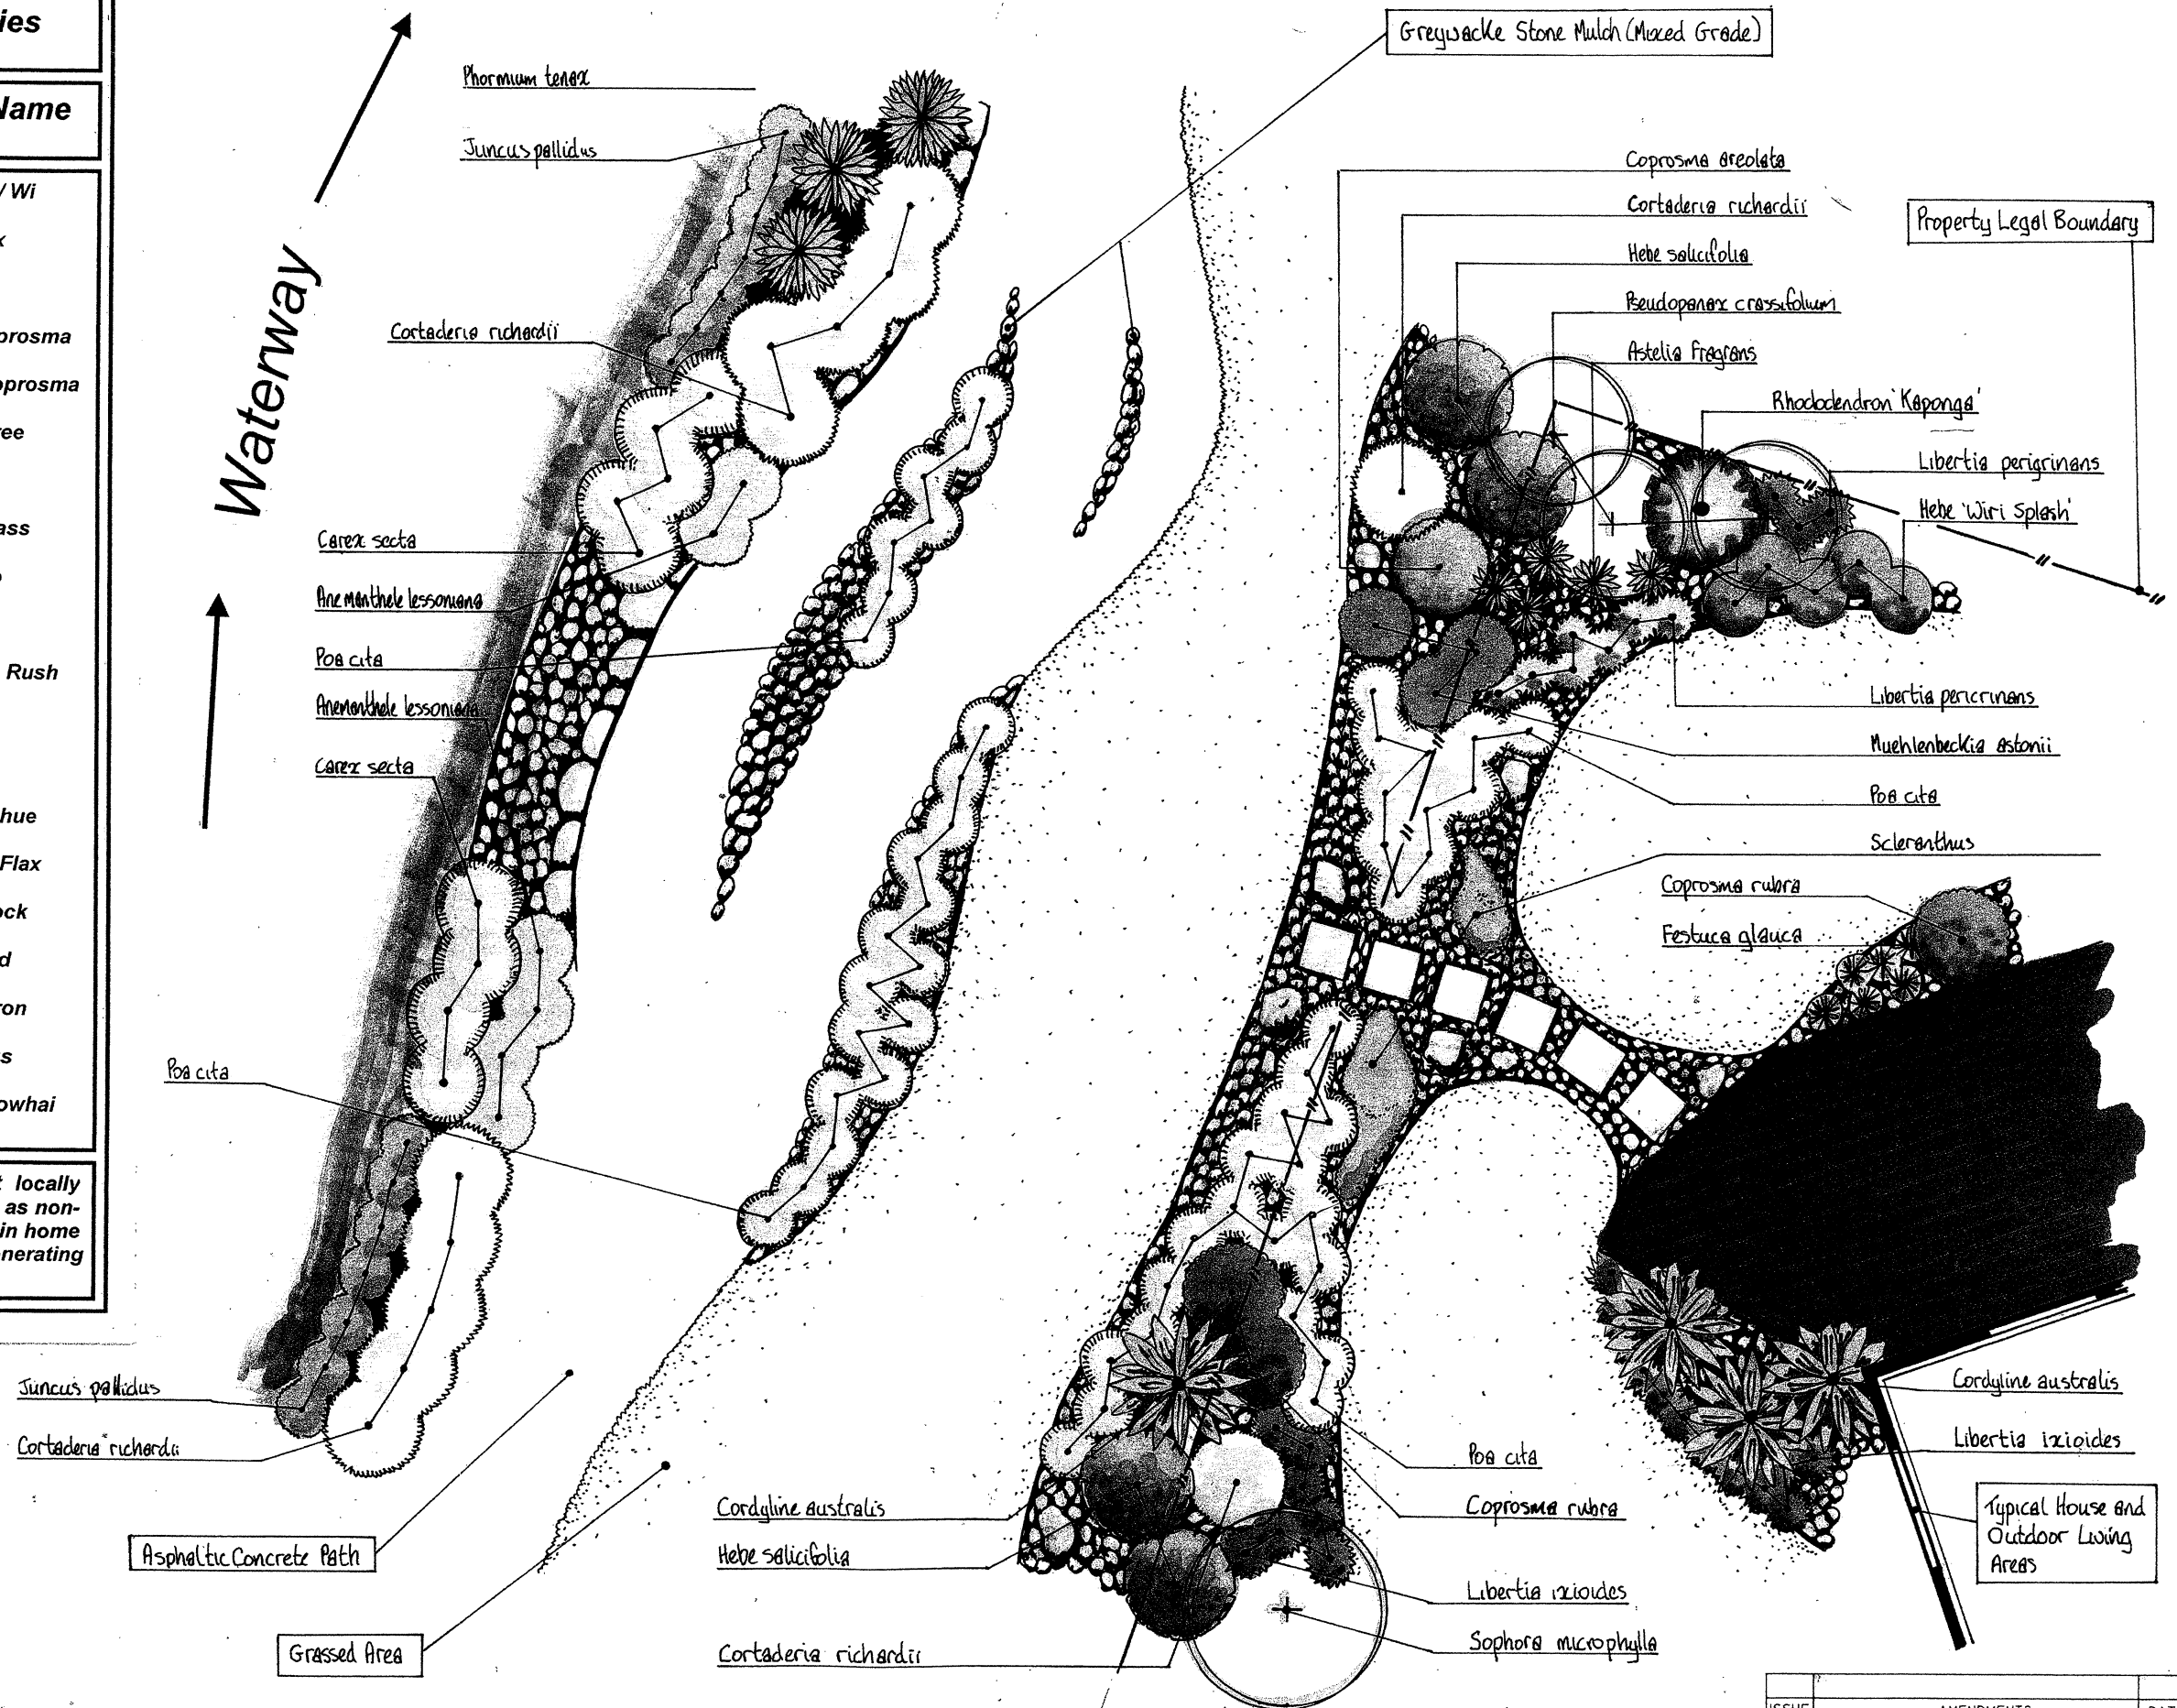 ies
Name
/ Wi
x
prosma
oprosma
ree
ass
Rush
hue
Flax
ock
d
ron
s
owhai
t locally
as non-
in home
enerating
Waterway
Phormium tenax
Juncus pallidus
Cortaderia richardii
Carex secta
Anemanthele lessoniana
Poa cita
Anemanthele lessoniana
Carex secta
Poa cita
Juncus pallidus
Cortaderia richardii
Asphaltic Concrete Path
Grassed Area
Greywacke Stone Mulch (Mixed Grade)
Coprosma areolata
Cortaderia richardii
Hebe salicifolia
Pseudopanax crassifolium
Astelia Fragrans
Rhododendron 'Kaponga'
Libertia perigrinans
Hebe 'Wiri Splash'
Property Legal Boundary
Libertia pericrinans
Muehlenbeckia astonii
Poa cita
Scleranthus
Coprosma rubra
Festuca glauca
Cordyline australis
Libertia ixioides
Typical House and
Outdoor Living
Areas
Poa cita
Coprosma rubra
Libertia ixioides
Sophora microphylla
Cordyline australis
Hebe salicifolia
Cortaderia richardii
ISSUE
AMENDMENTS